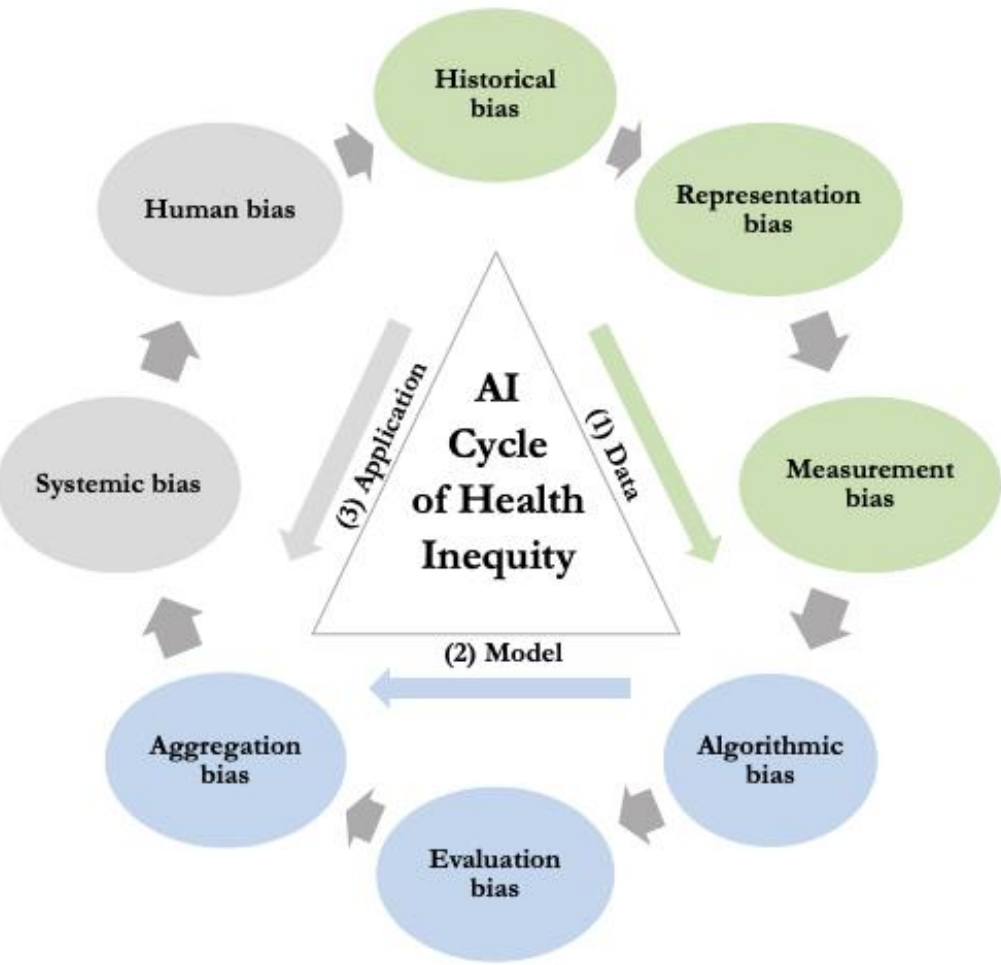 Historical
bias
Representation
bias
Measurement
bias
Algorithmic
bias
Evaluation
bias
Aggregation
bias
Systemic bias
Human bias
AI
Cycle
of Health
Inequity
(1) Data
(2) Model
(3) Application